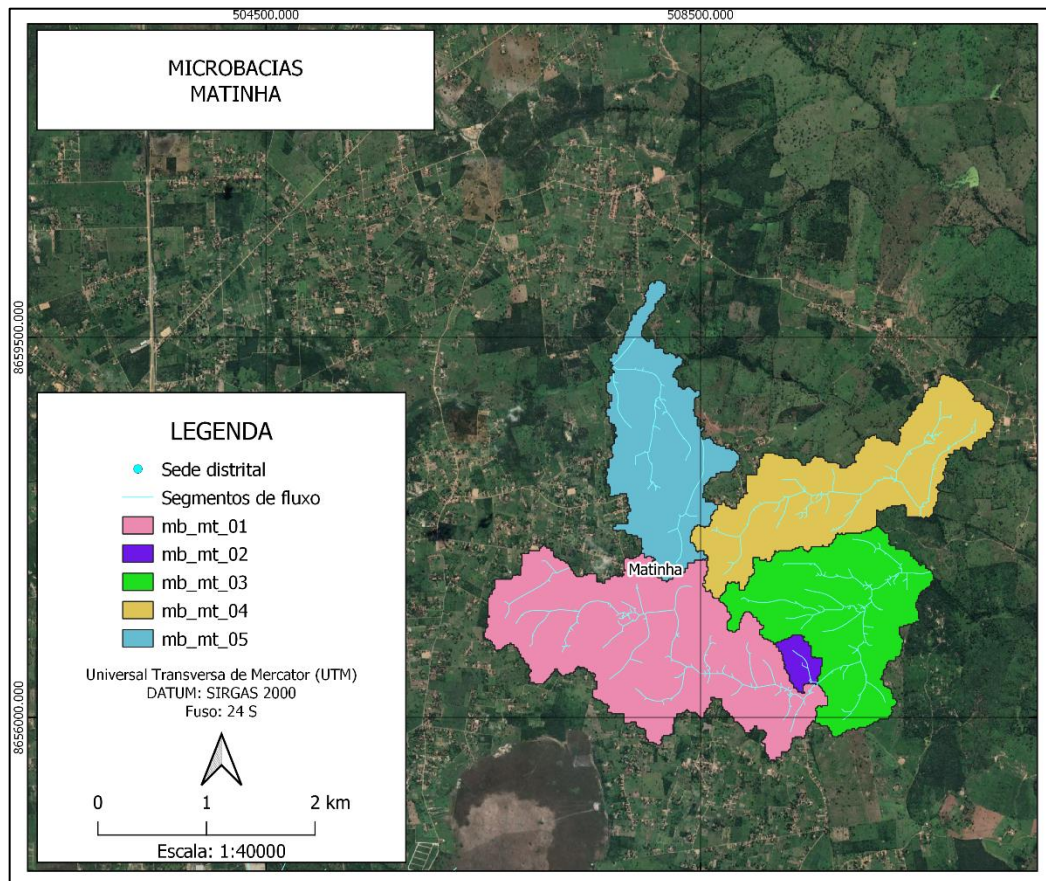 504500.000
508500.000
MICROBACIAS
MATINHA
8659500.000
LEGENDA
Sede distrital
Segmentos de fluxo
mb_mt_01
mb_mt_02
mb_mt_03
mb_mt_04
mb_mt_05
Universal Transversa de Mercator (UTM)
DATUM: SIRGAS 2000
Fuso: 24 S
0 1 2 km
Escala: 1:40000
8656000.000
Matinha